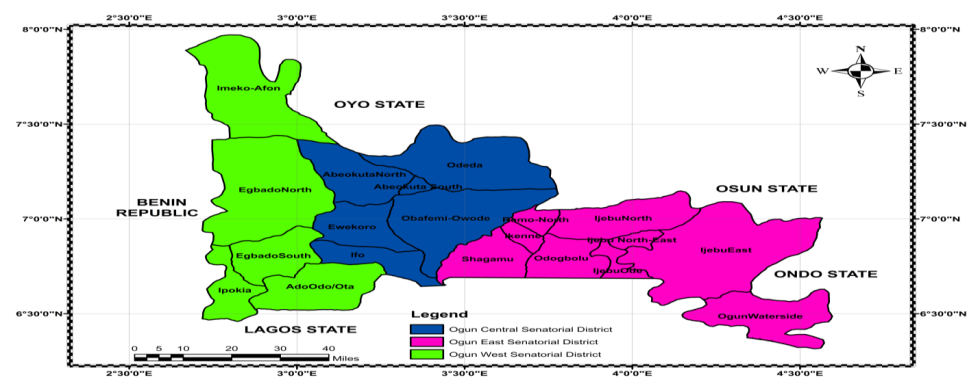 2°30'0"E 3°0'0"E 3°30'0"E 4°0'0"E 4°30'0"E
8°0'0"N 8°0'0"N
N
W E
S
Imeko-Afon
OYO STATE
7°30'0"N 7°30'0"N
Odeda
AbeokutaNorth
Abeokuta South
EgbadoNorth
OSUN STATE
BENIN
REPUBLIC
7°0'0"N 7°0'0"N
Obafemi-Owode
Remo-North
IjebuNorth
Ewekoro
Ikenne
Ijebu North-East
IjebuEast
EgbadoSouth
Ifo
Shagamu
Odogbolu
IjebuOde
ONDO STATE
Ipokia
AdoOdo/Ota
6°30'0"N 6°30'0"N
OgunWaterside
LAGOS STATE
Legend
Ogun Central Senatorial District
Ogun East Senatorial District
Ogun West Senatorial District
0 5 10 20 30 40
Miles
2°30'0"E 3°0'0"E 3°30'0"E 4°0'0"E 4°30'0"E